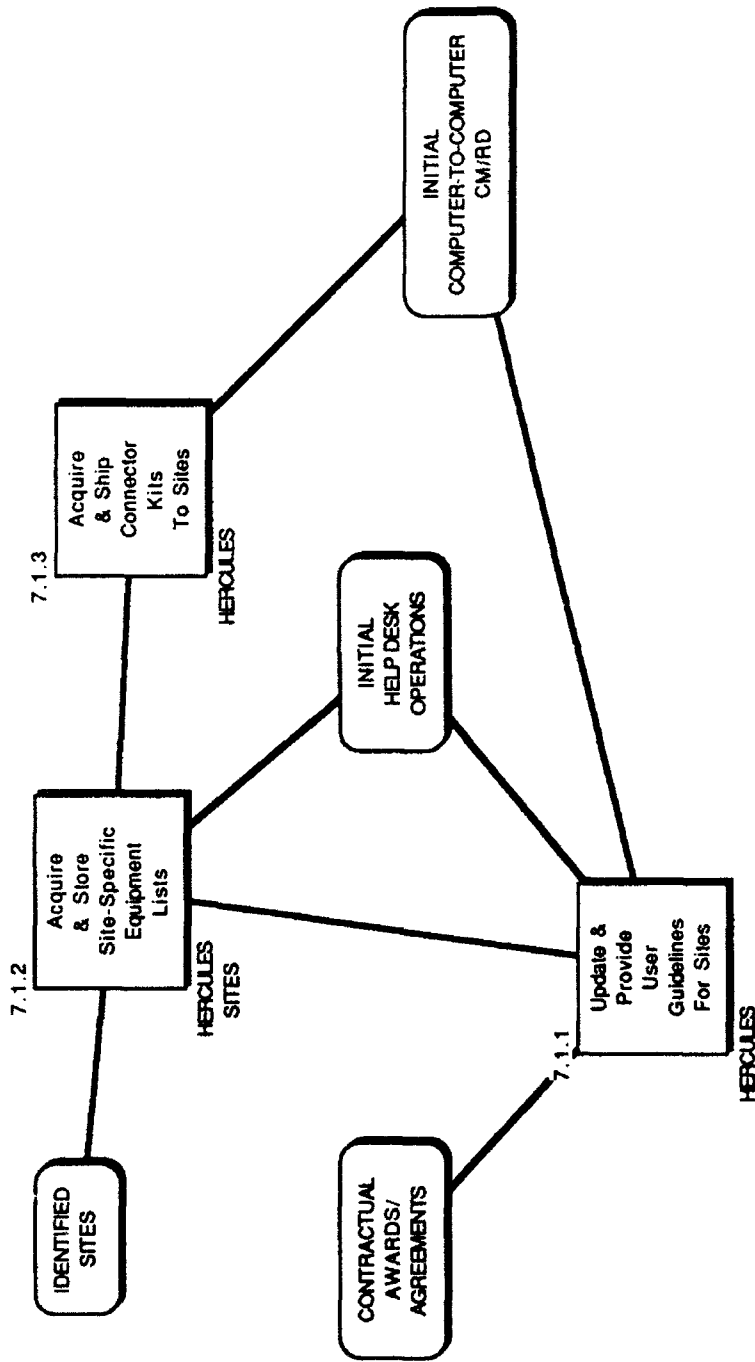 IDENTIFIED
SITES
7.1.2
Acquire
& Store
Site-Specific
Equipment
Lists
HERCULES
SITES
7.1.3
Acquire
& Ship
Connector
Kits
To Sites
HERCULES
CONTRACTUAL
AWARDS/
AGREEMENTS
INITIAL
HELP DESK
OPERATIONS
INITIAL
COMPUTER-TO-COMPUTER
CM/RD
7.1.1
Update &
Provide
User
Guidelines
For Sites
HERCULES